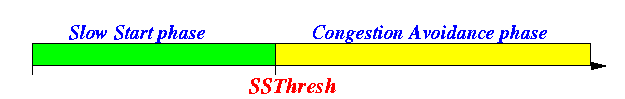 Slow Start phase
Congestion Avoidance phase
SSThresh